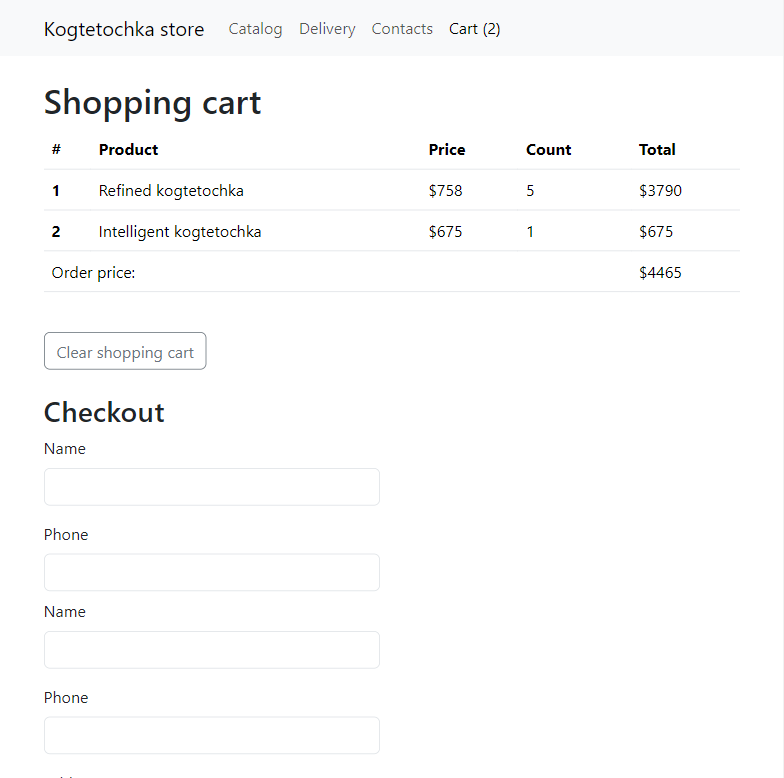 Kogtetochka store Catalog Delivery Contacts Cart (2)
Shopping cart
# Product Price Count Total
1 Refined kogtetochka $758 5 $3790
2 Intelligent kogtetochka $675 1 $675
Order price: $4465
Clear shopping cart
Checkout
Name
Phone
Name
Phone